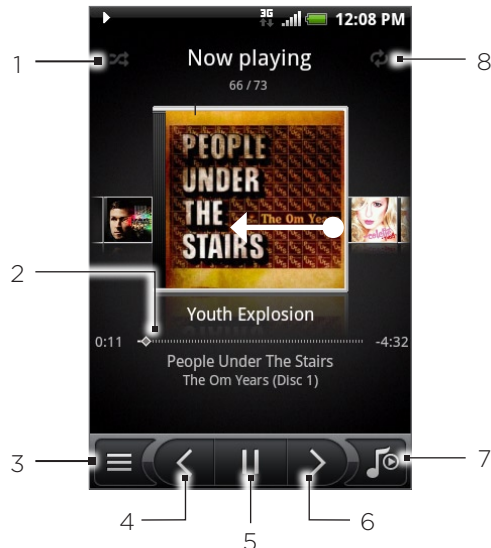 3G
12:08 PM
1
Now playing
8
66 / 73
PEOPLE
UNDER
THE
The Om Years
STAIRS
2
Youth Explosion
0:11
-4:32
People Under The Stairs
The Om Years (Disc 1)
3
7
4
5
6